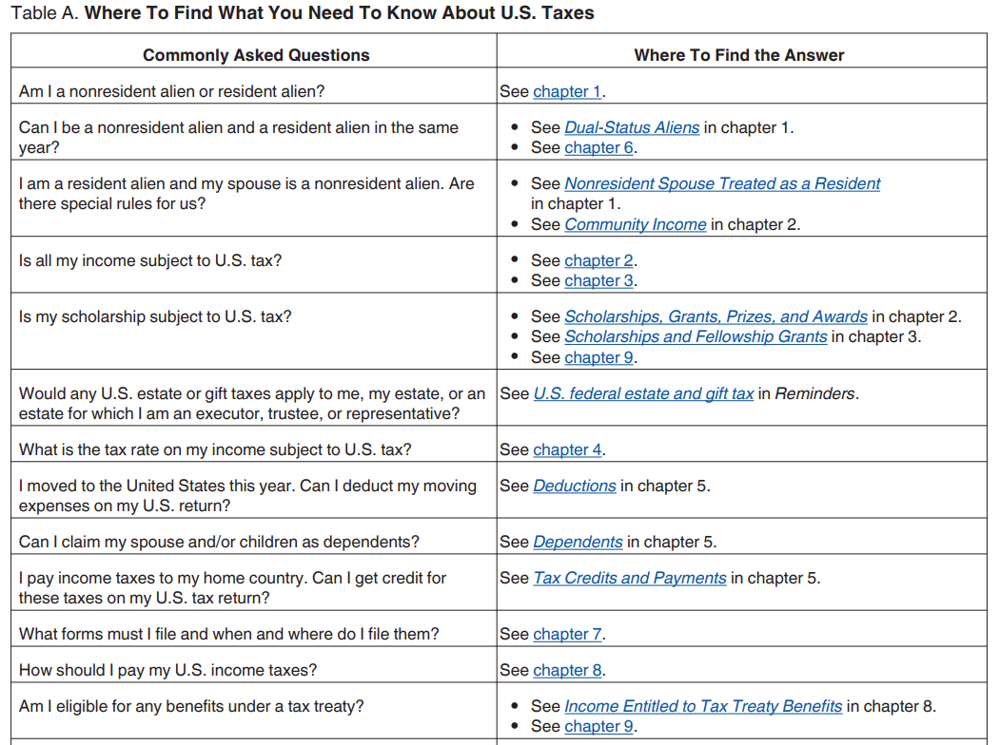 Table A. Where To Find What You Need To Know About U.S. Taxes
Commonly Asked Questions
Where To Find the Answer
Am I a nonresident alien or resident alien?
See chapter 1.
Can I be a nonresident alien and a resident alien in the same
year?
• See Dual-Status Aliens in chapter 1.
• See chapter 6.
I am a resident alien and my spouse is a nonresident alien. Are
there special rules for us?
• See Nonresident Spouse Treated as a Resident
in chapter 1.
• See Community Income in chapter 2.
Is all my income subject to U.S. tax?
• See chapter 2.
• See chapter 3.
Is my scholarship subject to U.S. tax?
• See Scholarships, Grants, Prizes, and Awards in chapter 2.
• See Scholarships and Fellowship Grants in chapter 3.
• See chapter 9.
Would any U.S. estate or gift taxes apply to me, my estate, or an
estate for which I am an executor, trustee, or representative?
See U.S. federal estate and gift tax in Reminders.
What is the tax rate on my income subject to U.S. tax?
See chapter 4.
I moved to the United States this year. Can I deduct my moving
expenses on my U.S. return?
See Deductions in chapter 5.
Can I claim my spouse and/or children as dependents?
See Dependents in chapter 5.
I pay income taxes to my home country. Can I get credit for
these taxes on my U.S. tax return?
See Tax Credits and Payments in chapter 5.
What forms must I file and when and where do I file them?
See chapter 7.
How should I pay my U.S. income taxes?
See chapter 8.
Am I eligible for any benefits under a tax treaty?
• See Income Entitled to Tax Treaty Benefits in chapter 8.
• See chapter 9.